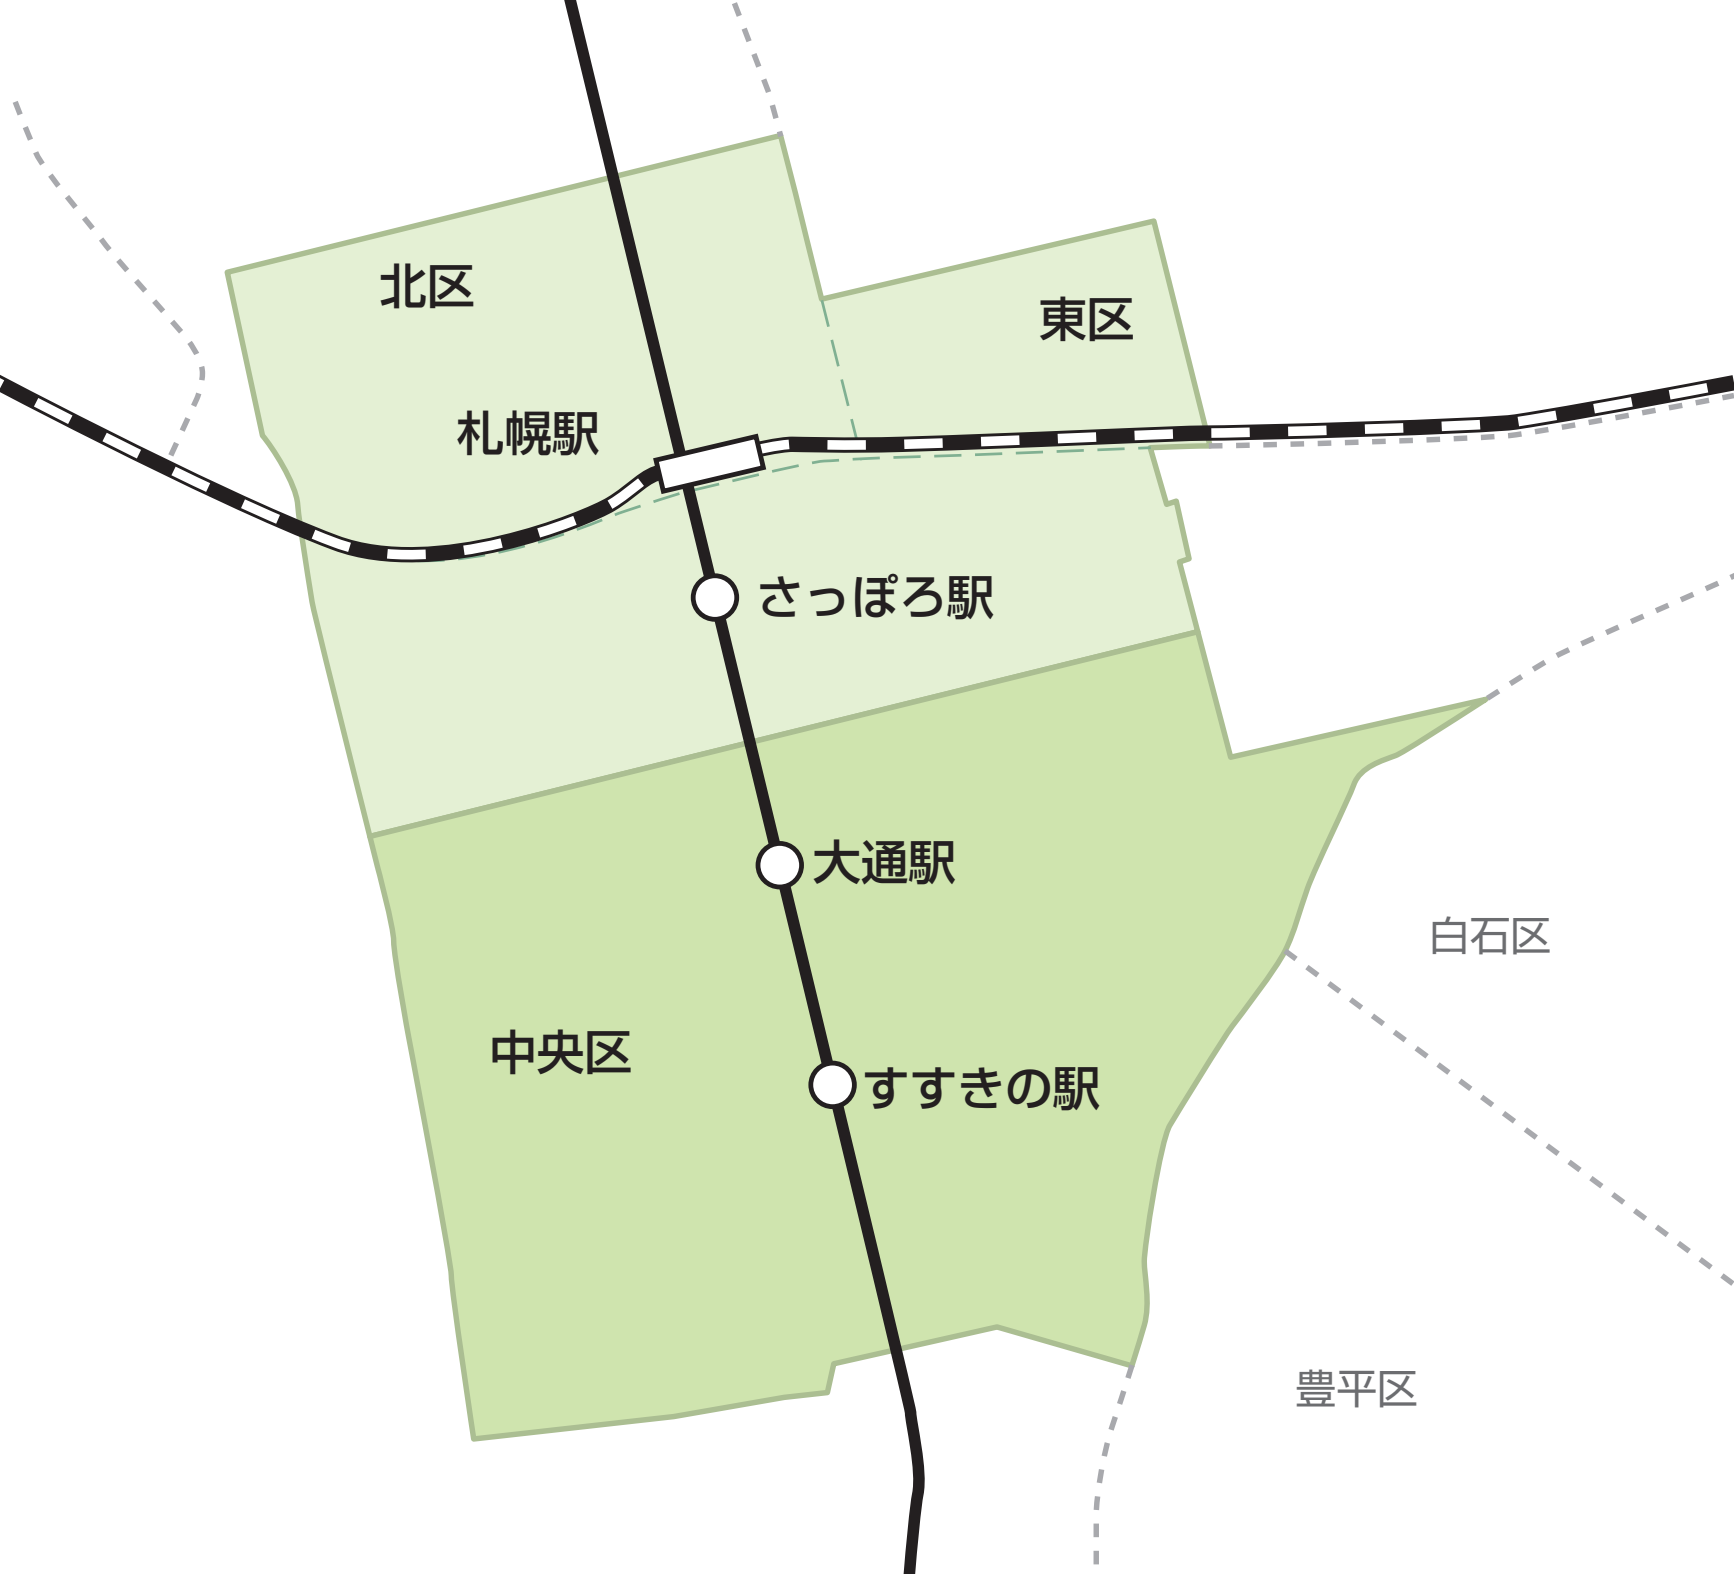 北区
東区
札幌駅
さっぽろ駅
大通駅
白石区
中央区
すすきの駅
豊平区